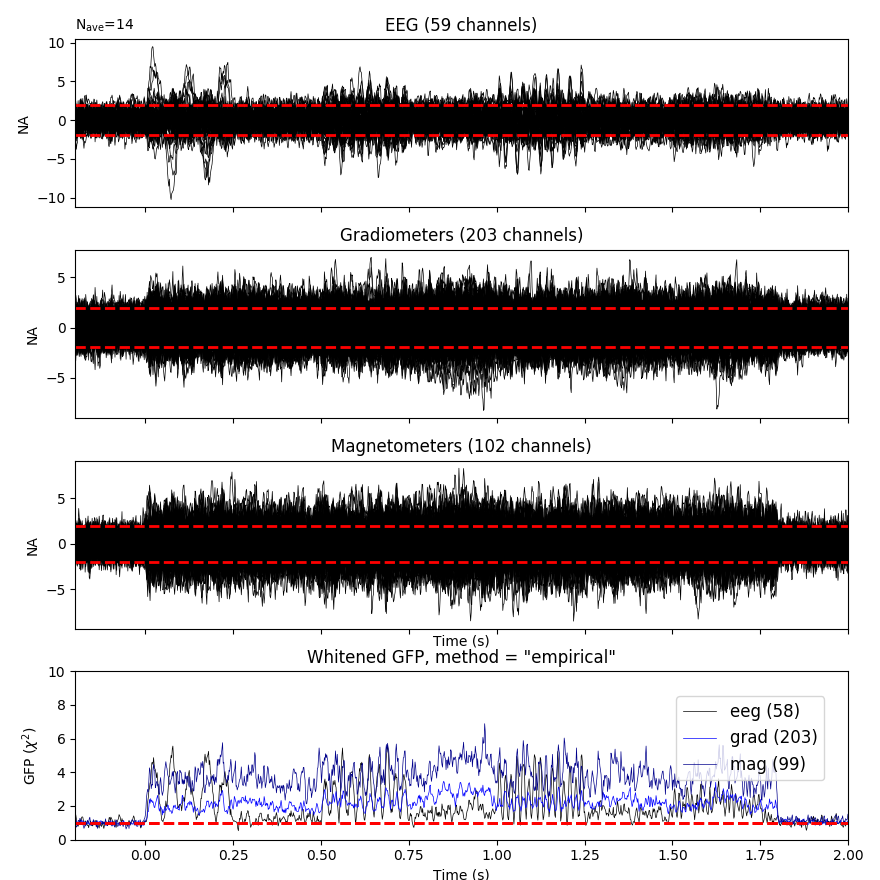 Nave=14
EEG (59 channels)
10
5
0
−5
−10
NA
Gradiometers (203 channels)
5
0
−5
NA
Magnetometers (102 channels)
5
0
−5
NA
Time (s)
Whitened GFP, method = "empirical"
10
8
6
4
2
0
GFP (χ²)
eeg (58)
grad (203)
mag (99)
0.00 0.25 0.50 0.75 1.00 1.25 1.50 1.75 2.00
Time (s)